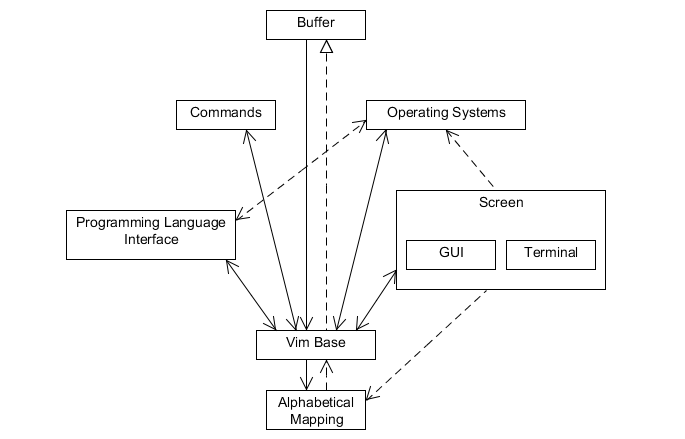 Buffer
Commands
Operating Systems
Screen
Programming Language
Interface
GUI
Terminal
Vim Base
Alphabetical
Mapping